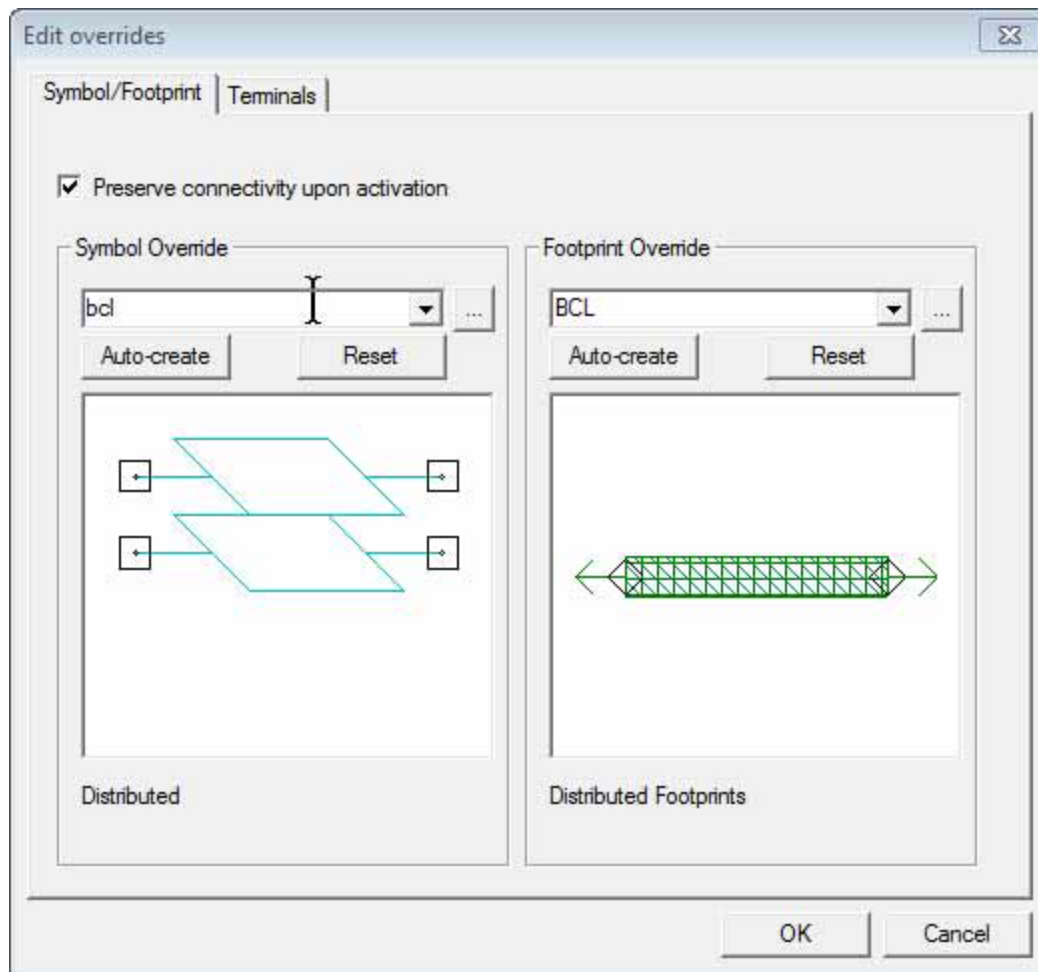 Edit overrides
Symbol/Footprint Terminals
Preserve connectivity upon activation
Symbol Override
bcl
...
Auto-create Reset
Distributed
Footprint Override
BCL
...
Auto-create Reset
Distributed Footprints
OK Cancel